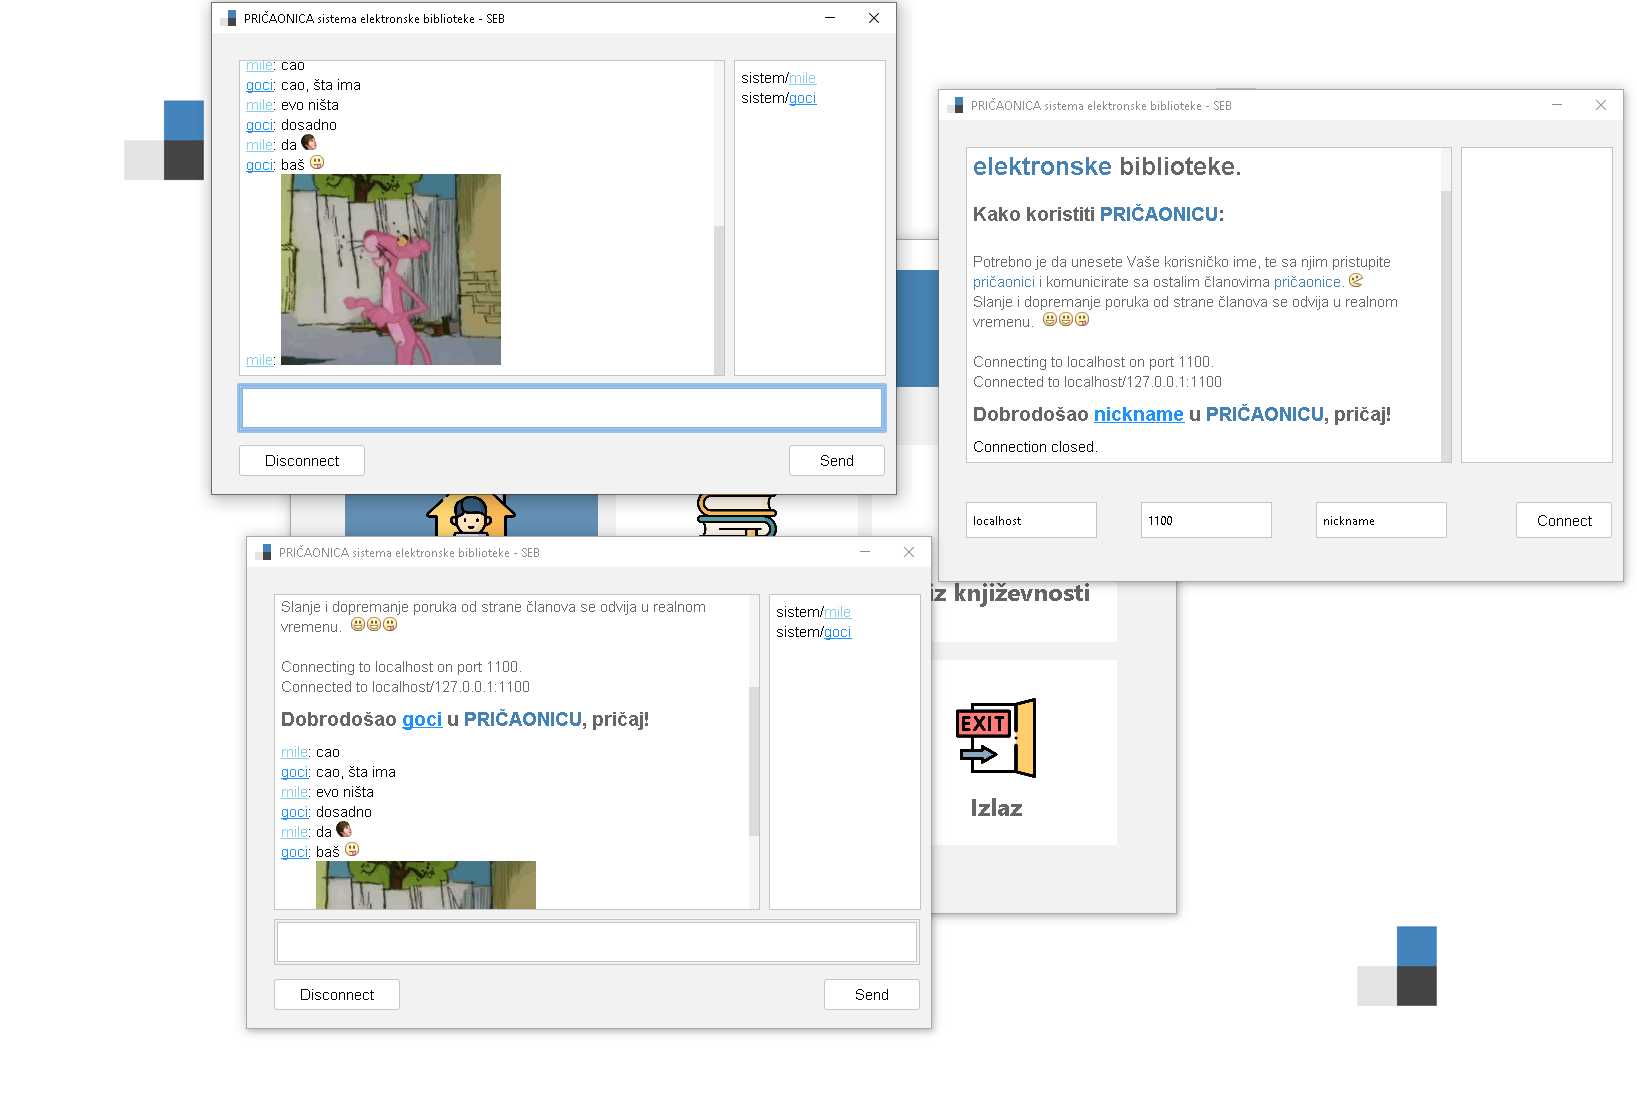 PRIČAONICA sistema elektronske biblioteke - SEB
mile: cao
goci: cao, šta ima
mile: evo ništa
goci: dosadno
mile: da
goci: baš
mile:
sistem/mile
sistem/goci
Disconnect
Send
PRIČAONICA sistema elektronske biblioteke - SEB
elektronske biblioteke.
Kako koristiti PRIČAONICU:
Potrebno je da unesete Vaše korisničko ime, te sa njim pristupite
pričaonici i komunicirate sa ostalim članovima pričaonice.
Slanje i dopremanje poruka od strane članova se odvija u realnom
vremenu.
Connecting to localhost on port 1100.
Connected to localhost/127.0.0.1:1100
Dobrodošao nickname u PRIČAONICU, pričaj!
Connection closed.
localhost
1100
nickname
Connect
PRIČAONICA sistema elektronske biblioteke - SEB
Slanje i dopremanje poruka od strane članova se odvija u realnom
vremenu.
Connecting to localhost on port 1100.
Connected to localhost/127.0.0.1:1100
Dobrodošao goci u PRIČAONICU, pričaj!
mile: cao
goci: cao, šta ima
mile: evo ništa
goci: dosadno
mile: da
goci: baš
sistem/mile
sistem/goci
Disconnect
Send
iz književnosti
EXIT
Izlaz